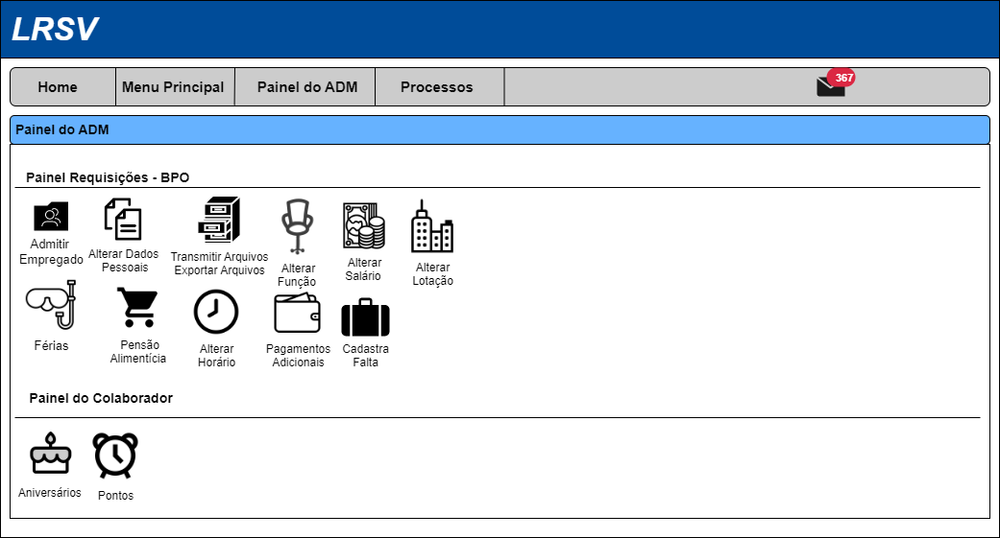 LRSV
Home
Menu Principal
Painel do ADM
Processos
367
Painel do ADM
Painel Requisições - BPO
Admitir
Empregado
Alterar Dados
Pessoais
Transmitir Arquivos
Exportar Arquivos
Alterar
Função
Alterar
Salário
Alterar
Lotação
Férias
Pensão
Alimentícia
Alterar
Horário
Pagamentos
Adicionais
Cadastra
Falta
Painel do Colaborador
Aniversários
Pontos